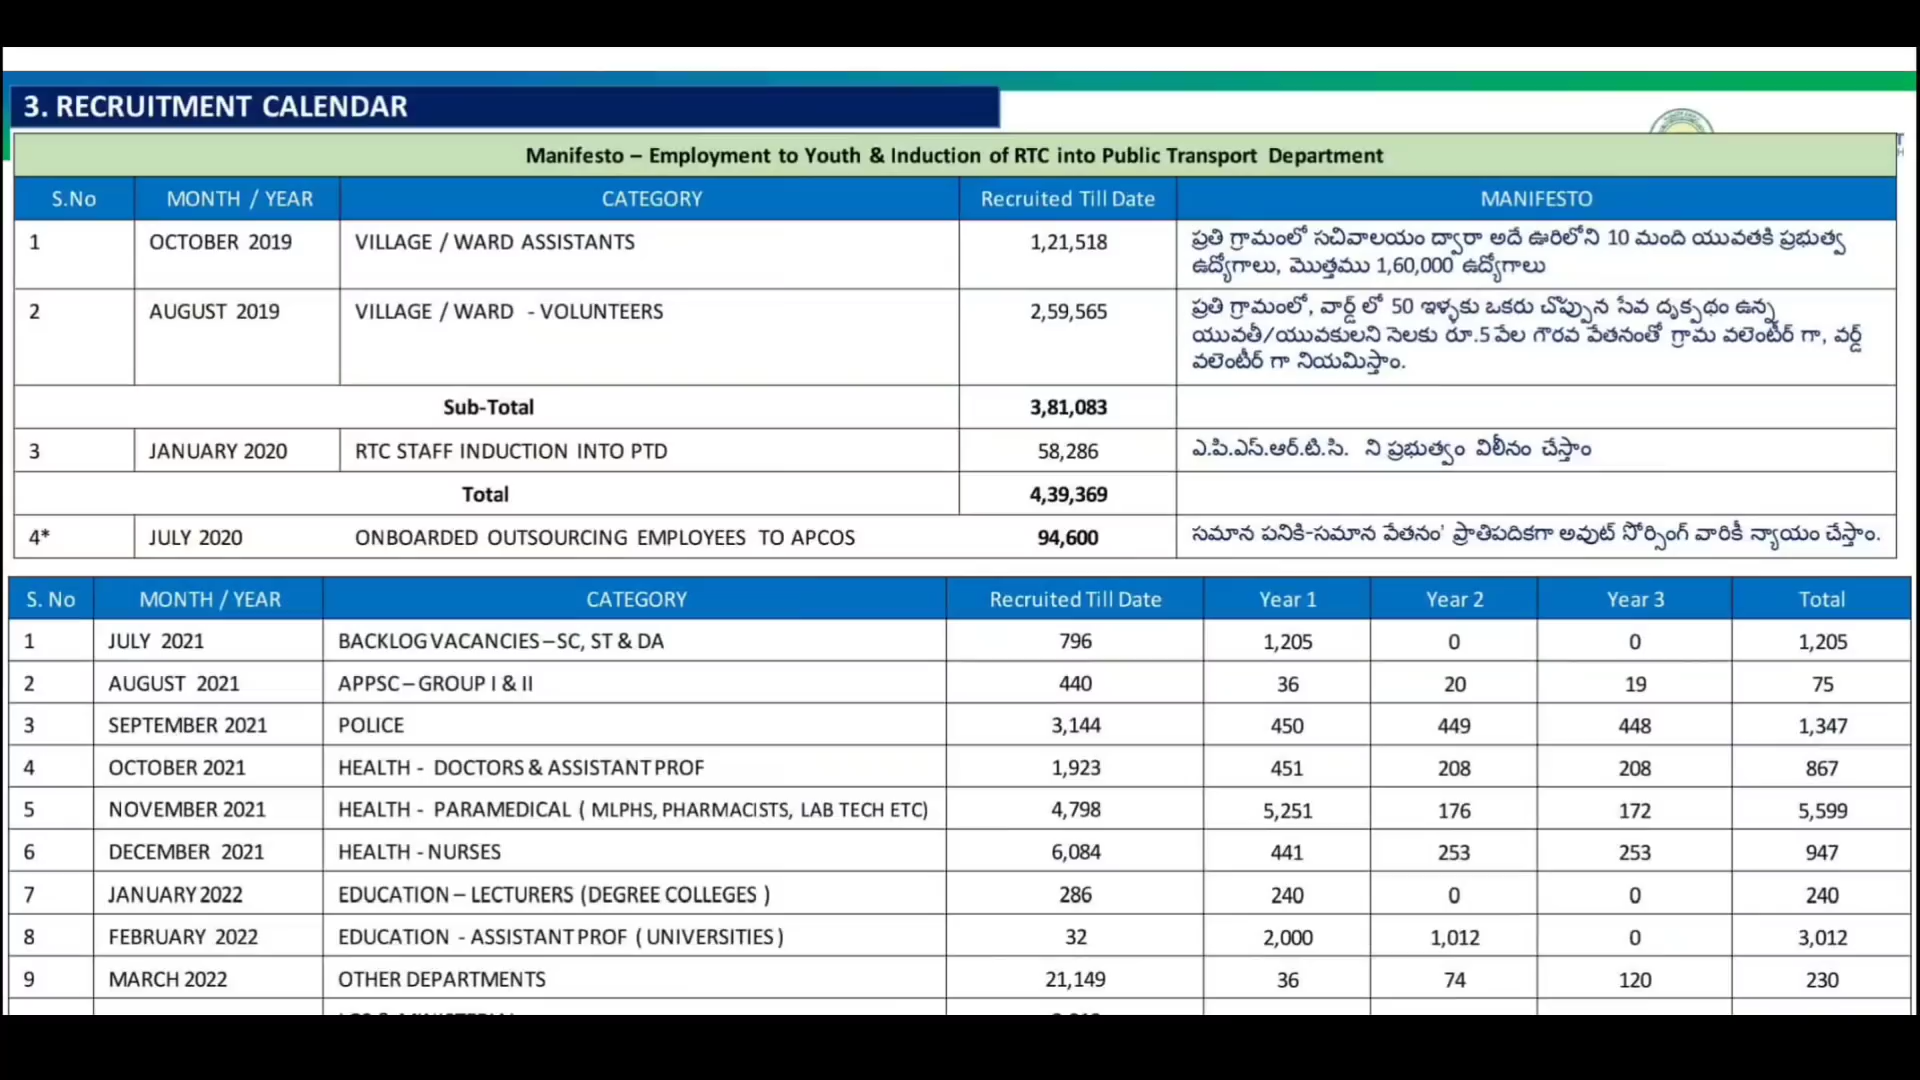 3. RECRUITMENT CALENDAR
Manifesto – Employment to Youth & Induction of RTC into Public Transport Department
S.No MONTH / YEAR CATEGORY Recruited Till Date MANIFESTO
1 OCTOBER 2019 VILLAGE / WARD ASSISTANTS 1,21,518 ప్రతి గ్రామంలో సచివాలయం ద్వారా అదే ఊరిలోని 10 మంది యువతకి ప్రభుత్వ
ఉద్యోగాలు, మొత్తము 1,60,000 ఉద్యోగాలు
2 AUGUST 2019 VILLAGE / WARD - VOLUNTEERS 2,59,565 ప్రతి గ్రామంలో, వార్డ్ లో 50 ఇళ్ళకు ఒకరు చొప్పున సేవ దృక్పథం ఉన్న
యువతీ/యువకులని నెలకు రూ.5 వేల గౌరవ వేతనంతో గ్రామ వలెంటీర్ గా, వర్డ్
వలెంటీర్ గా నియమిస్తాం.
Sub-Total 3,81,083
3 JANUARY 2020 RTC STAFF INDUCTION INTO PTD 58,286 ఎ.పి.ఎస్.ఆర్.టి.సి. ని ప్రభుత్వం విలీనం చేస్తాం
Total 4,39,369
4* JULY 2020 ONBOARDED OUTSOURCING EMPLOYEES TO APCOS 94,600 సమాన పనికి-సమాన వేతనం' ప్రాతిపదికగా అవుట్ సోర్సింగ్ వారికీ న్యాయం చేస్తాం.
S. No MONTH / YEAR CATEGORY Recruited Till Date Year 1 Year 2 Year 3 Total
1 JULY 2021 BACKLOG VACANCIES – SC, ST & DA 796 1,205 0 0 1,205
2 AUGUST 2021 APPSC – GROUP I & II 440 36 20 19 75
3 SEPTEMBER 2021 POLICE 3,144 450 449 448 1,347
4 OCTOBER 2021 HEALTH - DOCTORS & ASSISTANT PROF 1,923 451 208 208 867
5 NOVEMBER 2021 HEALTH - PARAMEDICAL ( MLPHS, PHARMACISTS, LAB TECH ETC) 4,798 5,251 176 172 5,599
6 DECEMBER 2021 HEALTH - NURSES 6,084 441 253 253 947
7 JANUARY 2022 EDUCATION – LECTURERS (DEGREE COLLEGES ) 286 240 0 0 240
8 FEBRUARY 2022 EDUCATION - ASSISTANT PROF ( UNIVERSITIES ) 32 2,000 1,012 0 3,012
9 MARCH 2022 OTHER DEPARTMENTS 21,149 36 74 120 230